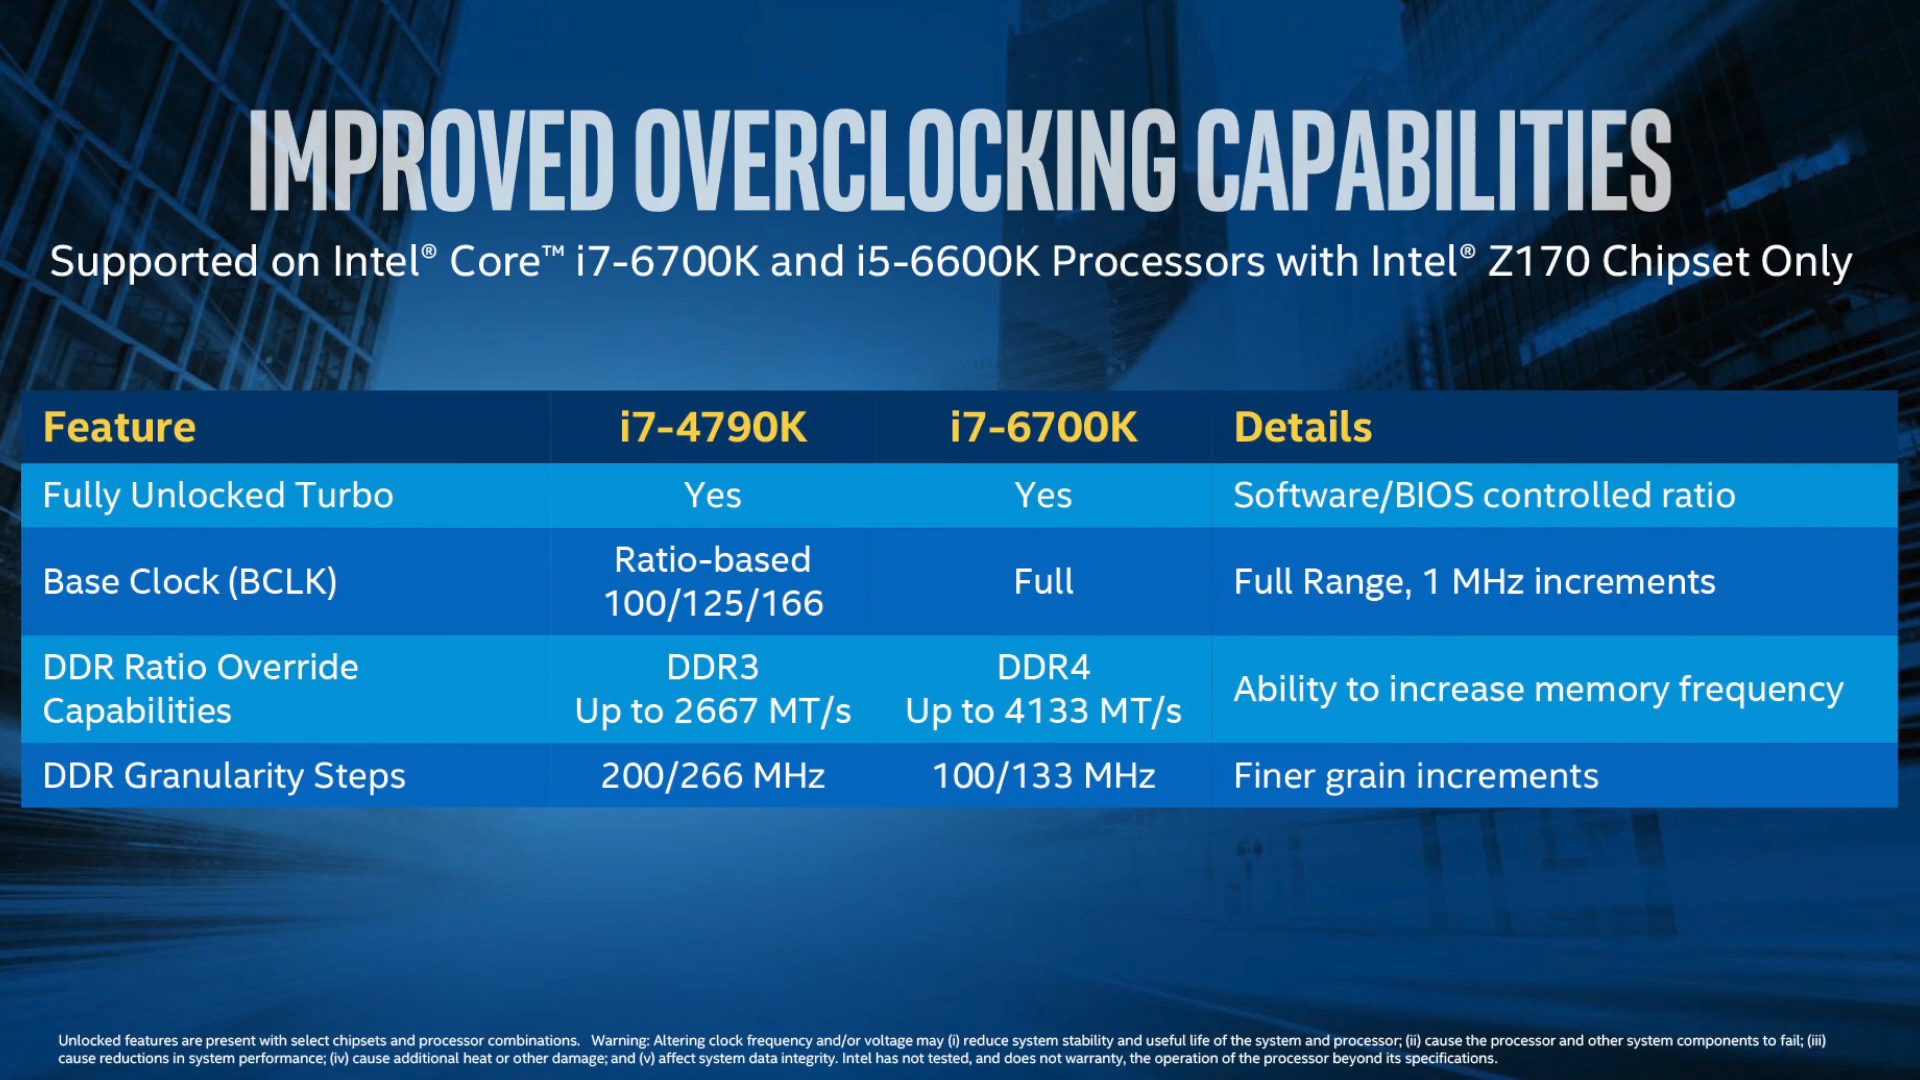 IMPROVED OVERCLOCKING CAPABILITIES
Supported on Intel® Core™ i7-6700K and i5-6600K Processors with Intel® Z170 Chipset Only
Feature i7-4790K i7-6700K Details
Fully Unlocked Turbo Yes Yes Software/BIOS controlled ratio
Base Clock (BCLK) Ratio-based 100/125/166 Full Full Range, 1 MHz increments
DDR Ratio Override Capabilities DDR3 Up to 2667 MT/s DDR4 Up to 4133 MT/s Ability to increase memory frequency
DDR Granularity Steps 200/266 MHz 100/133 MHz Finer grain increments
Unlocked features are present with select chipsets and processor combinations. Warning: Altering clock frequency and/or voltage may (i) reduce system stability and useful life of the system and processor; (ii) cause the processor and other system components to fail; (iii)
cause reductions in system performance; (iv) cause additional heat or other damage; and (v) affect system data integrity. Intel has not tested, and does not warranty, the operation of the processor beyond its specifications.